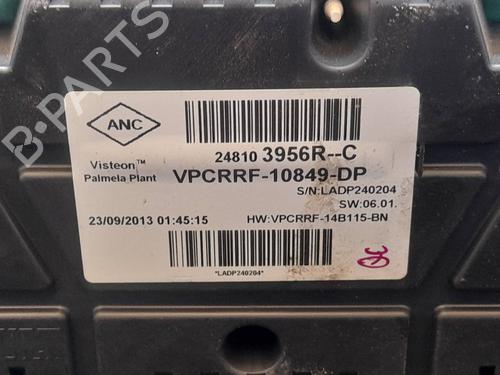 B-PARTS
ANC
24810 3956R--C
Visteon™
Palmela Plant
VPCRRF-10849-DP
S/N:LADP240204
SW:06.01.
23/09/2013 01:45:15
HW:VPCRRF-14B115-BN
*LADP240204*